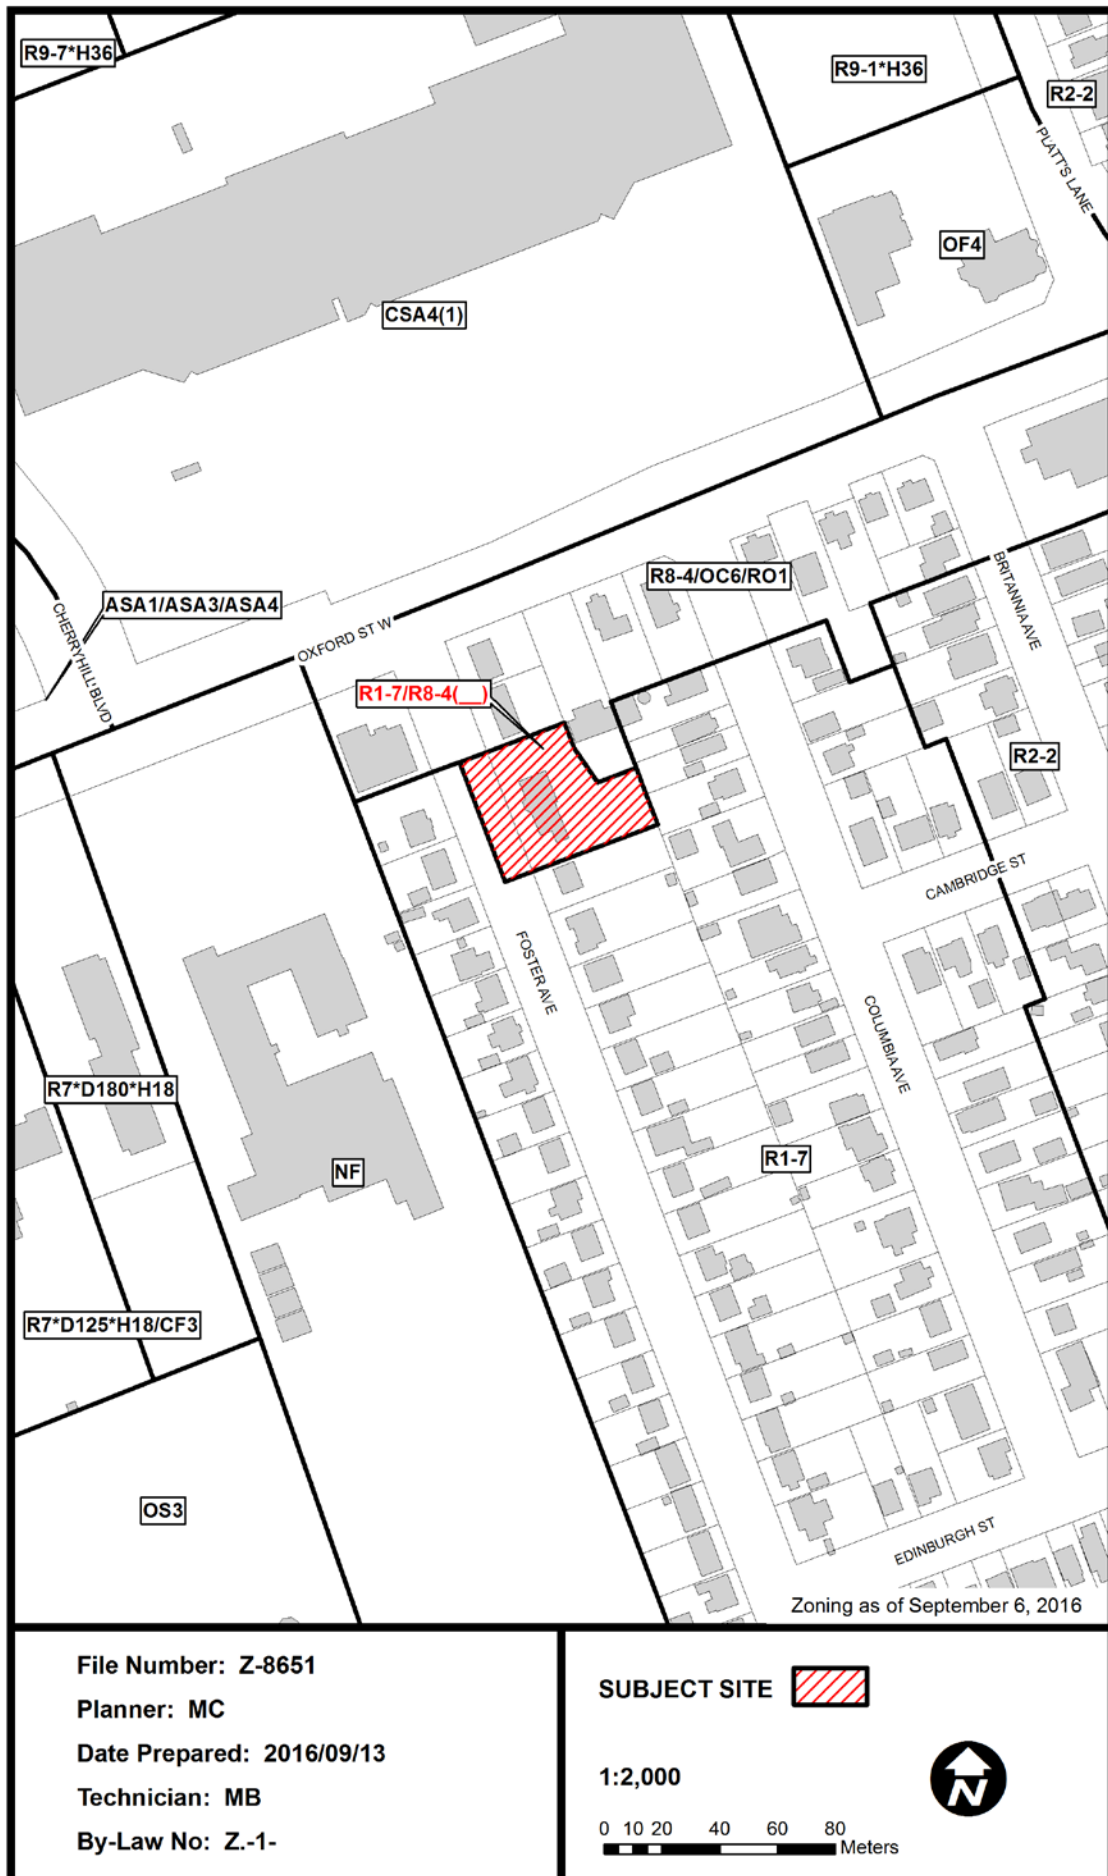 R9-7*H36
R9-1*H36
R2-2
PLATT'S LANE
OF4
CSA4(1)
R8-4/OC6/RO1
BRITANNIA AVE
ASA1/ASA3/ASA4
CHERRYHILL BLVD
OXFORD ST W
R1-7/R8-4(__)
R2-2
CAMBRIDGE ST
FOSTER AVE
COLUMBIA AVE
R7*D180*H18
NF
R1-7
R7*D125*H18/CF3
OS3
EDINBURGH ST
Zoning as of September 6, 2016
File Number: Z-8651
Planner: MC
Date Prepared: 2016/09/13
Technician: MB
By-Law No: Z.-1-
SUBJECT SITE
1:2,000
N
0 10 20 40 60 80
Meters